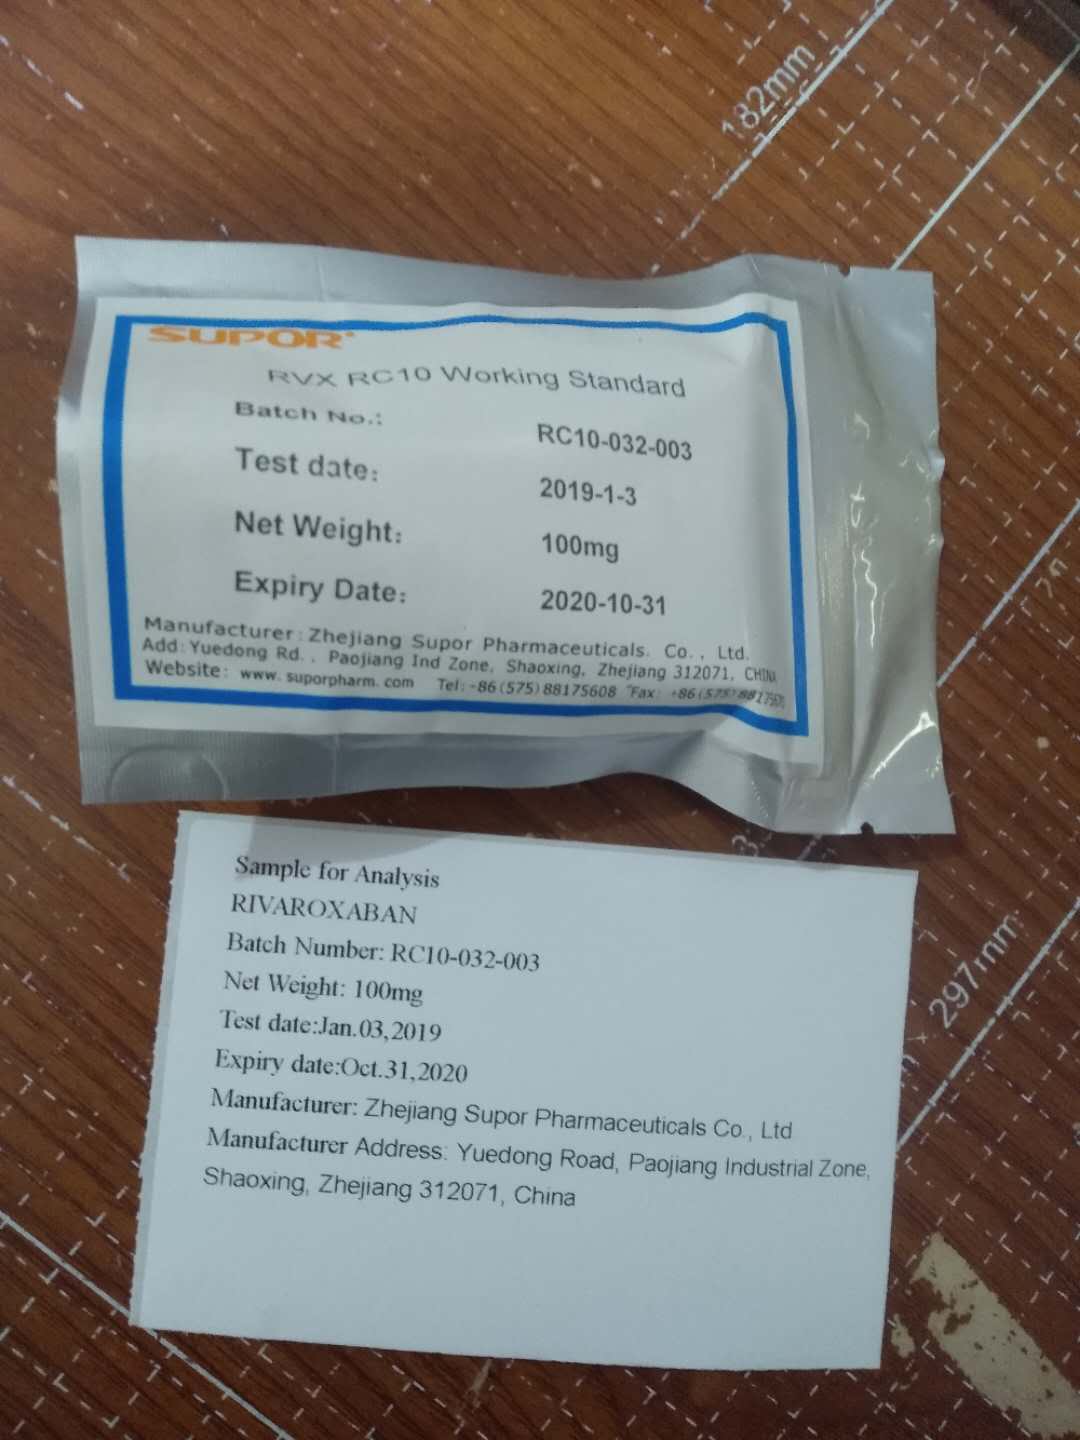 182mm
SUPOR®
RVX RC10 Working Standard
Batch No.: RC10-032-003
Test date: 2019-1-3
Net Weight: 100mg
Expiry Date: 2020-10-31
Manufacturer:Zhejiang Supor Pharmaceuticals. Co., Ltd.
Add:Yuedong Rd., Paojiang Ind Zone, Shaoxing, Zhejiang 312071, CHINA
Website: www.suporpharm.com Tel:-86(575)88175608 Fax:
Sample for Analysis
RIVAROXABAN
Batch Number: RC10-032-003
Net Weight: 100mg
Test date:Jan.03,2019
Expiry date:Oct.31,2020
Manufacturer: Zhejiang Supor Pharmaceuticals Co., Ltd
Manufacturer Address: Yuedong Road, Paojiang Industrial Zone,
Shaoxing, Zhejiang 312071, China
297mm